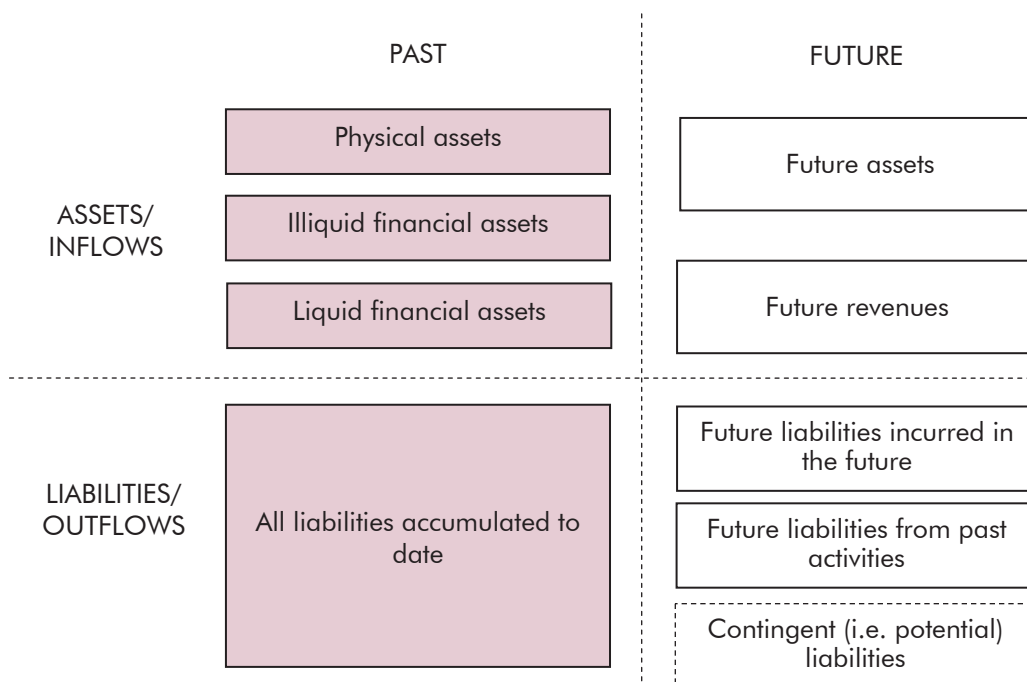 PAST
FUTURE
Physical assets
Future assets
ASSETS/
INFLOWS
Illiquid financial assets
Liquid financial assets
Future revenues
LIABILITIES/
OUTFLOWS
All liabilities accumulated to
date
Future liabilities incurred in
the future
Future liabilities from past
activities
Contingent (i.e. potential)
liabilities